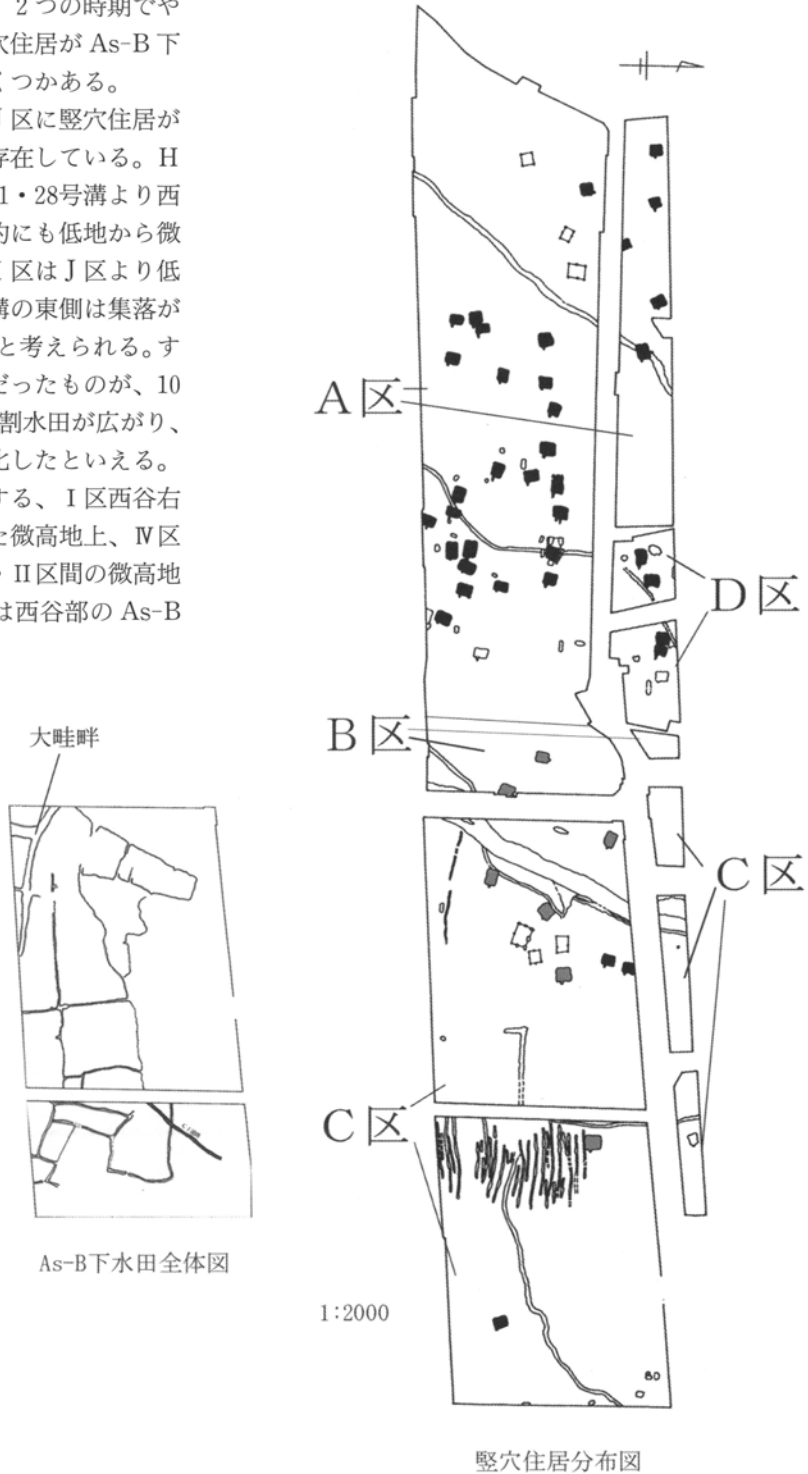 2つの時期でや
穴住居が As-B 下
くつかある。
区に竪穴住居が
存在している。H
1・28号溝より西
的にも低地から微
区はJ区より低
溝の東側は集落が
と考えられる。す
だったものが、10
割水田が広がり、
化したといえる。
する、Ⅰ区西谷右
た微高地上、Ⅳ区
・Ⅱ区間の微高地
は西谷部の As-B
大畦畔
As-B下水田全体図
A区
D区
B区
C区
C区
80
1:2000
竪穴住居分布図